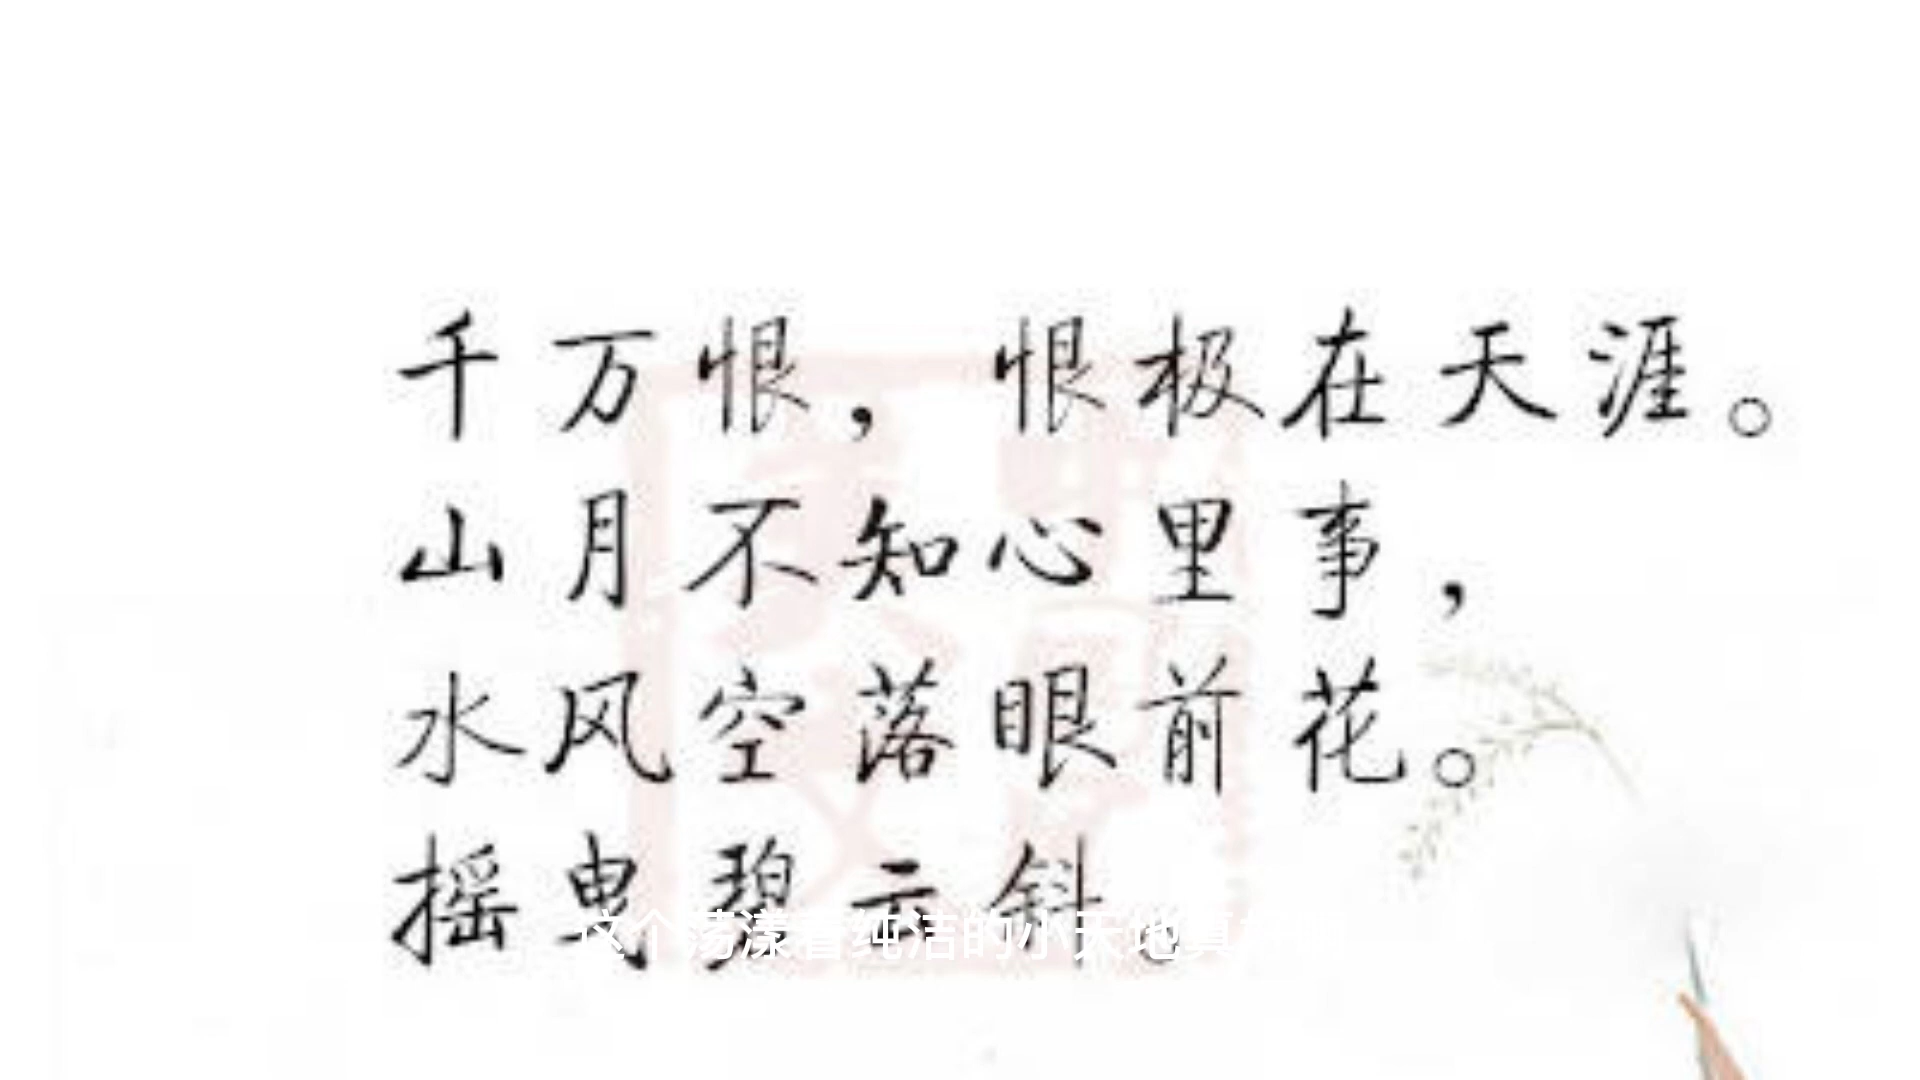 千万恨，恨极在天涯。
山月不知心里事，
水风空落眼前花。
摇曳碧云斜。
这个荡漾着纯洁的小天地真